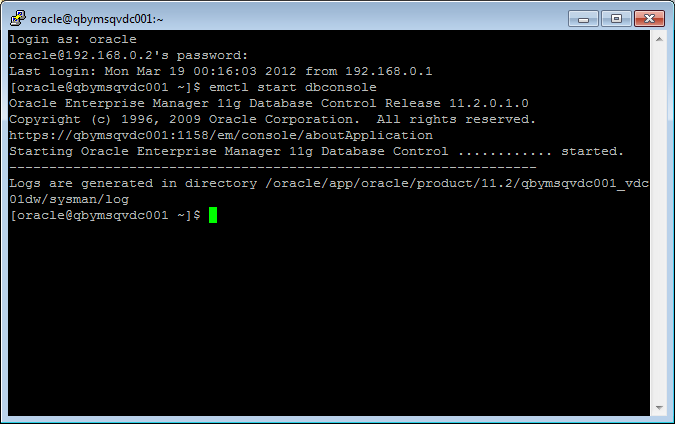 oracle@qbymsqvdc001:~
login as: oracle
oracle@192.168.0.2's password:
Last login: Mon Mar 19 00:16:03 2012 from 192.168.0.1
[oracle@qbymsqvdc001 ~]$ emctl start dbconsole
Oracle Enterprise Manager 11g Database Control Release 11.2.0.1.0
Copyright (c) 1996, 2009 Oracle Corporation.  All rights reserved.
https://qbymsqvdc001:1158/em/console/aboutApplication
Starting Oracle Enterprise Manager 11g Database Control ............ started.
------------------------------------------------------------------
Logs are generated in directory /oracle/app/oracle/product/11.2/qbymsqvdc001_vdc
01dw/sysman/log
[oracle@qbymsqvdc001 ~]$